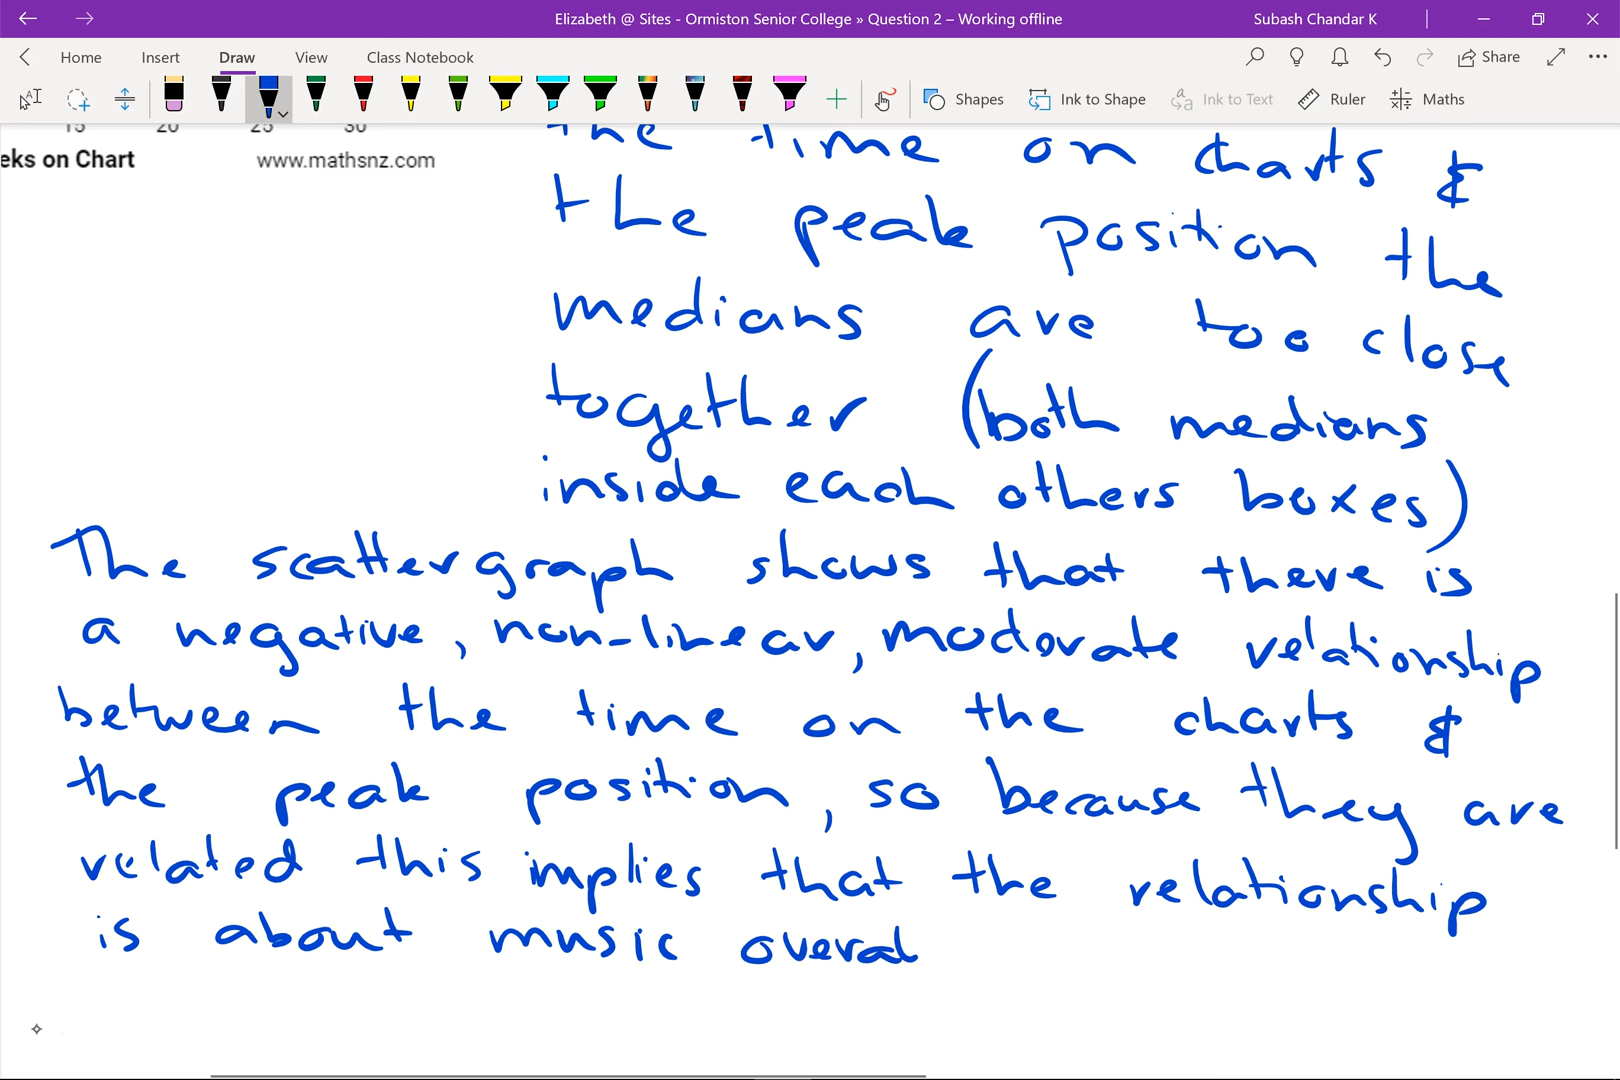 Elizabeth @ Sites - Ormiston Senior College » Question 2 – Working offline
Subash Chandar K
Home Insert Draw View Class Notebook
Share
Shapes Ink to Shape Ink to Text Ruler Maths
15 20 25 30
eks on Chart www.mathsnz.com
the time on charts &
the peak position the
medians are too close
together (both medians
inside each others boxes)
The scattergraph shows that there is
a negative, non-linear, moderate relationship
between the time on the charts &
the peak position, so because they are
related this implies that the relationship
is about music overal